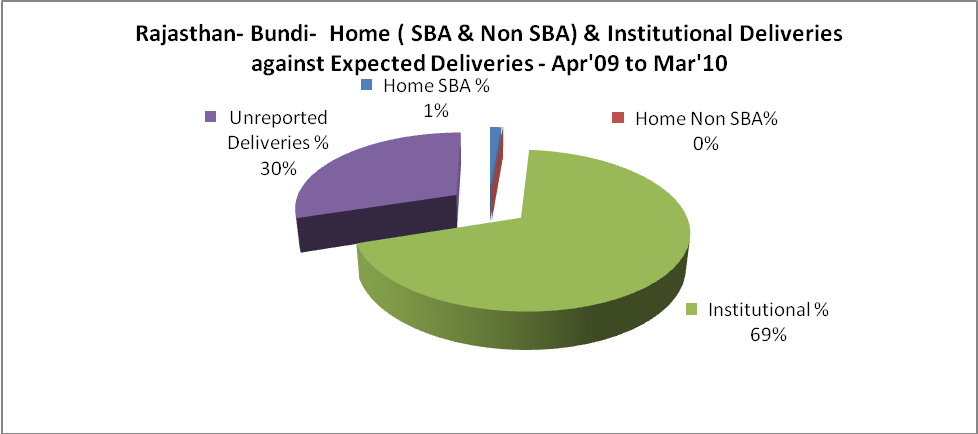 Rajasthan- Bundi-  Home ( SBA & Non SBA) & Institutional Deliveries
against Expected Deliveries - Apr'09 to Mar'10
Home SBA %
1%
Unreported
Deliveries %
30%
Home Non SBA%
0%
Institutional %
69%